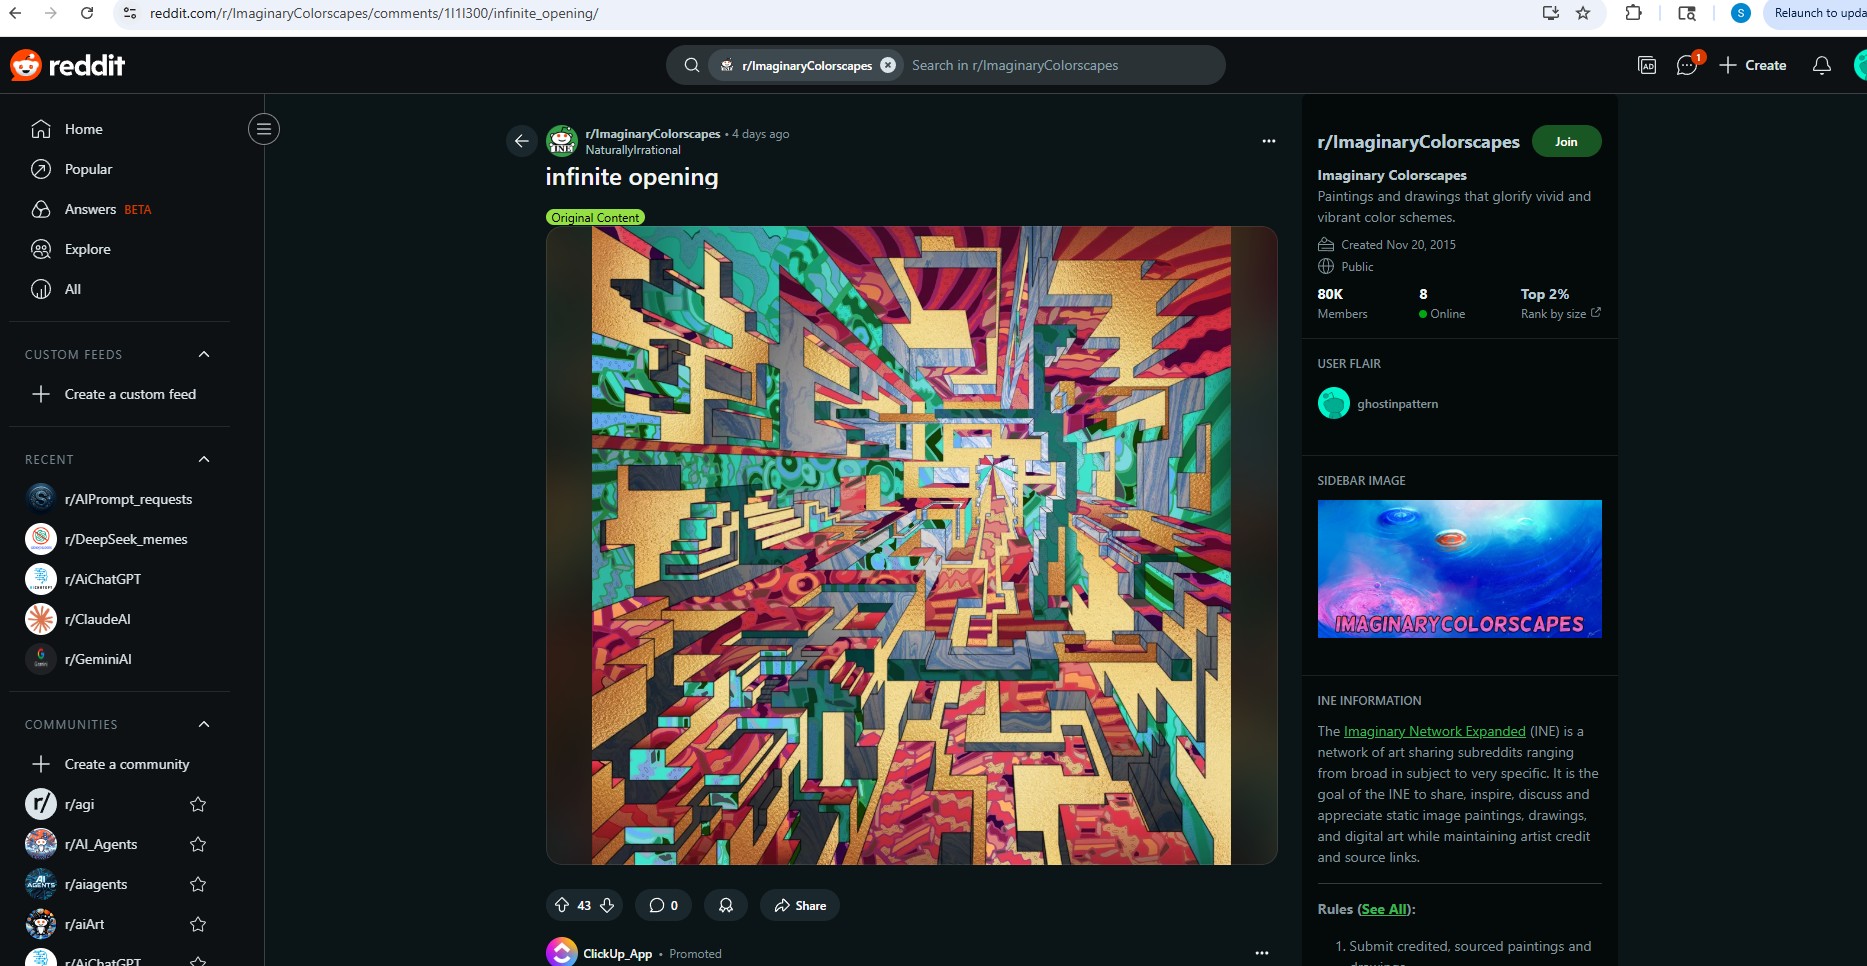 reddit.com/r/ImaginaryColorscapes/comments/1l1l300/infinite_opening/
S
Relaunch to upda
reddit
r/ImaginaryColorscapes
Search in r/ImaginaryColorscapes
AD
1
Create
Home
Popular
Answers BETA
Explore
All
CUSTOM FEEDS
Create a custom feed
RECENT
r/AIPrompt_requests
r/DeepSeek_memes
r/AiChatGPT
r/ClaudeAI
r/GeminiAI
COMMUNITIES
Create a community
r/
r/agi
r/AI_Agents
AI AGENTS
r/aiagents
r/aiArt
r/AiChatGPT
INE
r/ImaginaryColorscapes • 4 days ago
NaturallyIrrational
infinite opening
Original Content
43
0
Share
ClickUp_App • Promoted
r/ImaginaryColorscapes
Join
Imaginary Colorscapes
Paintings and drawings that glorify vivid and
vibrant color schemes.
Created Nov 20, 2015
Public
80K
8
Top 2%
Members
Online
Rank by size
USER FLAIR
ghostinpattern
SIDEBAR IMAGE
IMAGINARYCOLORSCAPES
INE INFORMATION
The Imaginary Network Expanded (INE) is a
network of art sharing subreddits ranging
from broad in subject to very specific. It is the
goal of the INE to share, inspire, discuss and
appreciate static image paintings, drawings,
and digital art while maintaining artist credit
and source links.
Rules (See All):
1. Submit credited, sourced paintings and
drawings